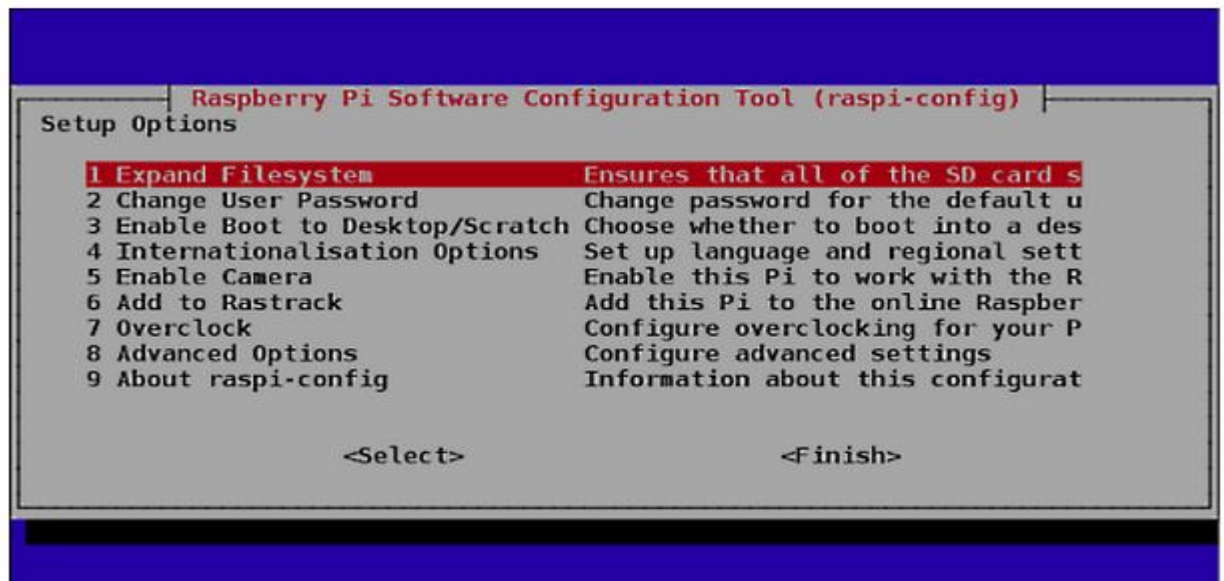 Raspberry Pi Software Configuration Tool (raspi-config)
Setup Options
1 Expand Filesystem Ensures that all of the SD card s
2 Change User Password Change password for the default u
3 Enable Boot to Desktop/Scratch Choose whether to boot into a des
4 Internationalisation Options Set up language and regional sett
5 Enable Camera Enable this Pi to work with the R
6 Add to Rastrack Add this Pi to the online Raspber
7 Overclock Configure overclocking for your P
8 Advanced Options Configure advanced settings
9 About raspi-config Information about this configurat
<Select> <Finish>